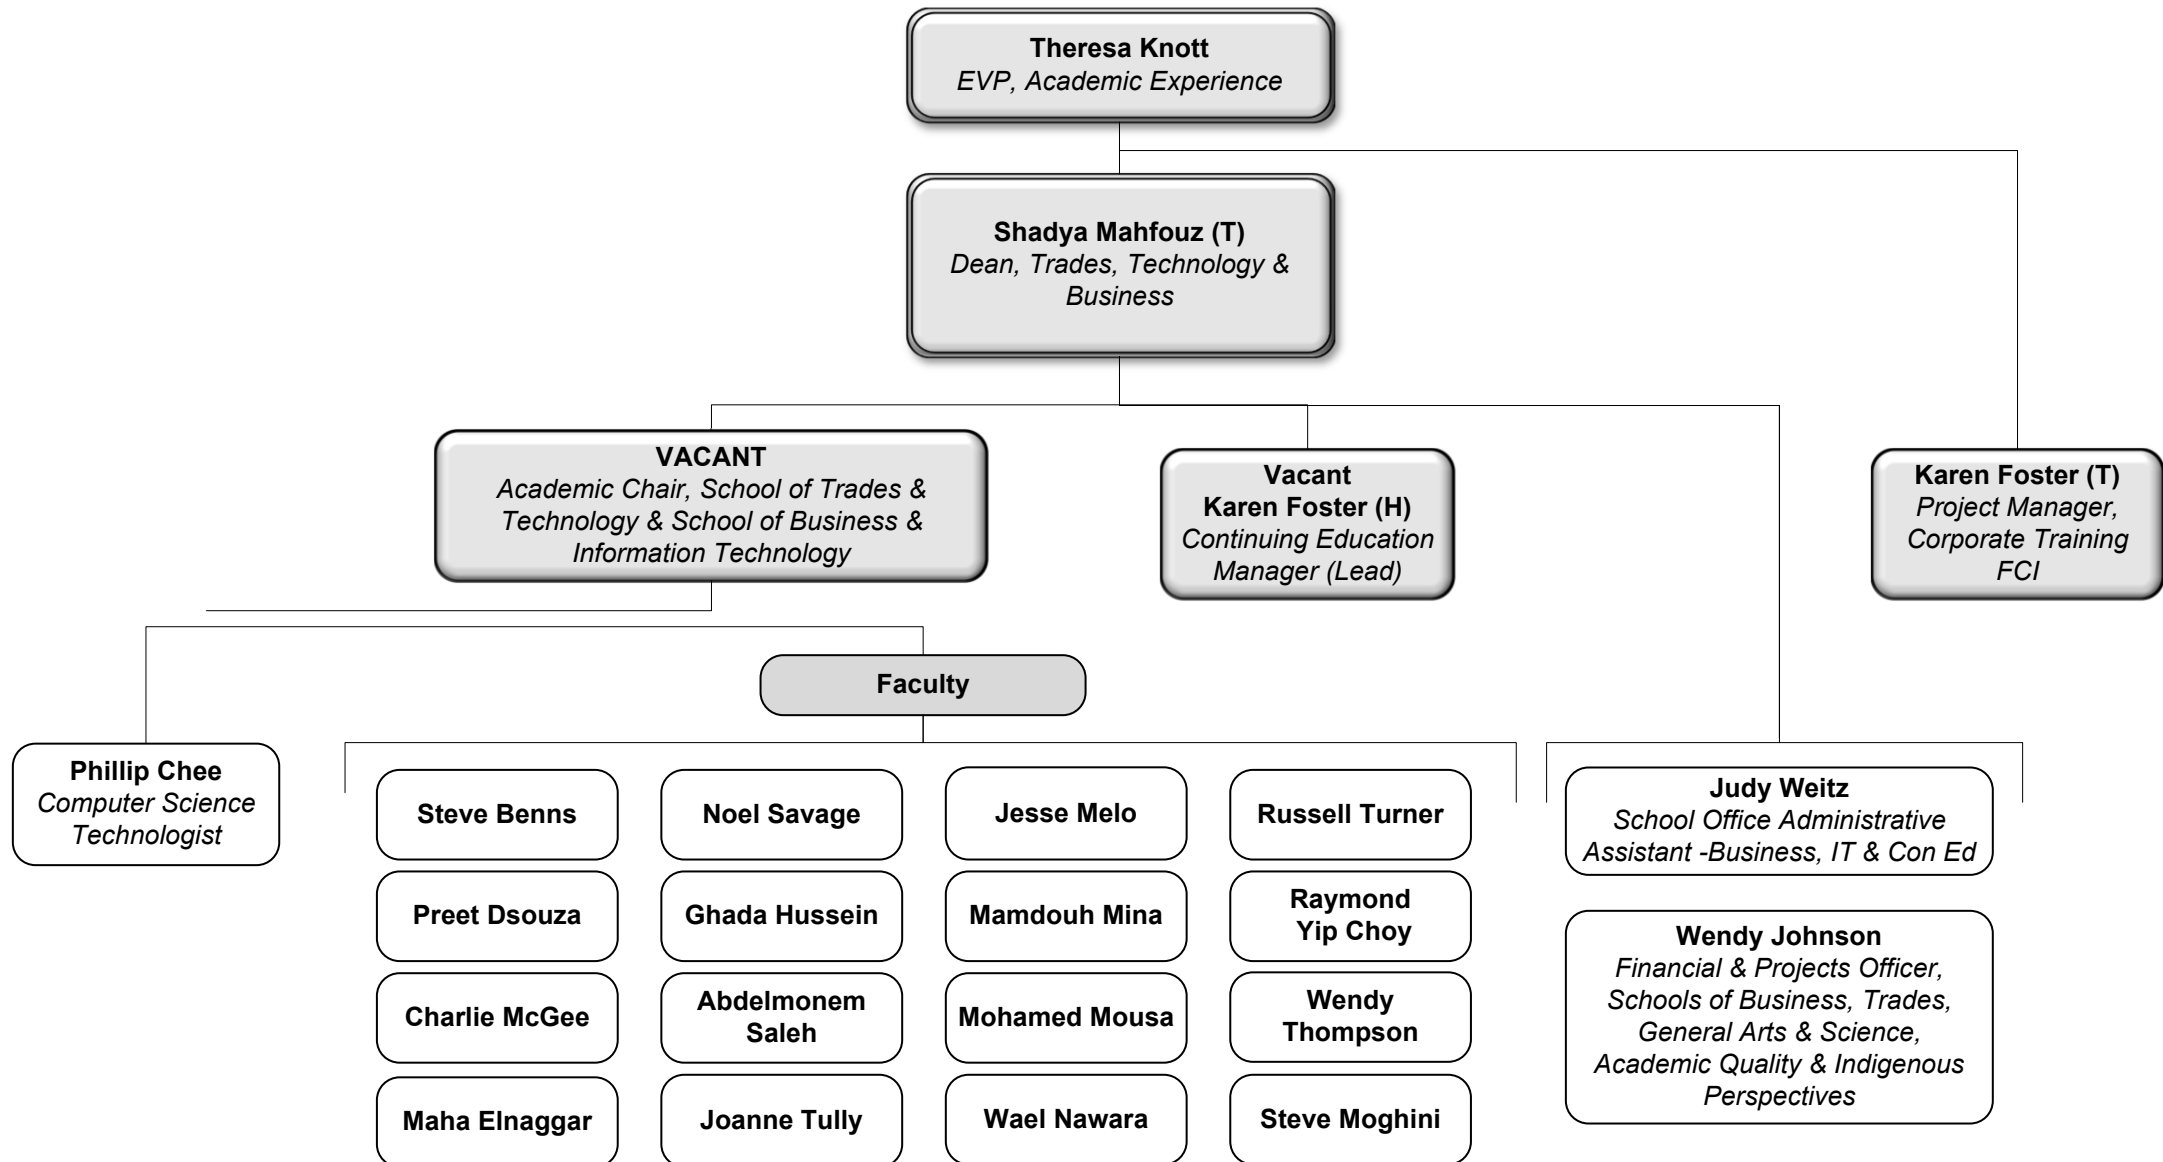 Theresa Knott
EVP, Academic Experience
Shadya Mahfouz (T)
Dean, Trades, Technology &
Business
VACANT
Academic Chair, School of Trades &
Technology & School of Business &
Information Technology
Vacant
Karen Foster (H)
Continuing Education
Manager (Lead)
Karen Foster (T)
Project Manager,
Corporate Training
FCI
Faculty
Phillip Chee
Computer Science
Technologist
Steve Benns
Noel Savage
Jesse Melo
Russell Turner
Preet Dsouza
Ghada Hussein
Mamdouh Mina
Raymond
Yip Choy
Charlie McGee
Abdelmonem
Saleh
Mohamed Mousa
Wendy
Thompson
Maha Elnaggar
Joanne Tully
Wael Nawara
Steve Moghini
Judy Weitz
School Office Administrative
Assistant -Business, IT & Con Ed
Wendy Johnson
Financial & Projects Officer,
Schools of Business, Trades,
General Arts & Science,
Academic Quality & Indigenous
Perspectives